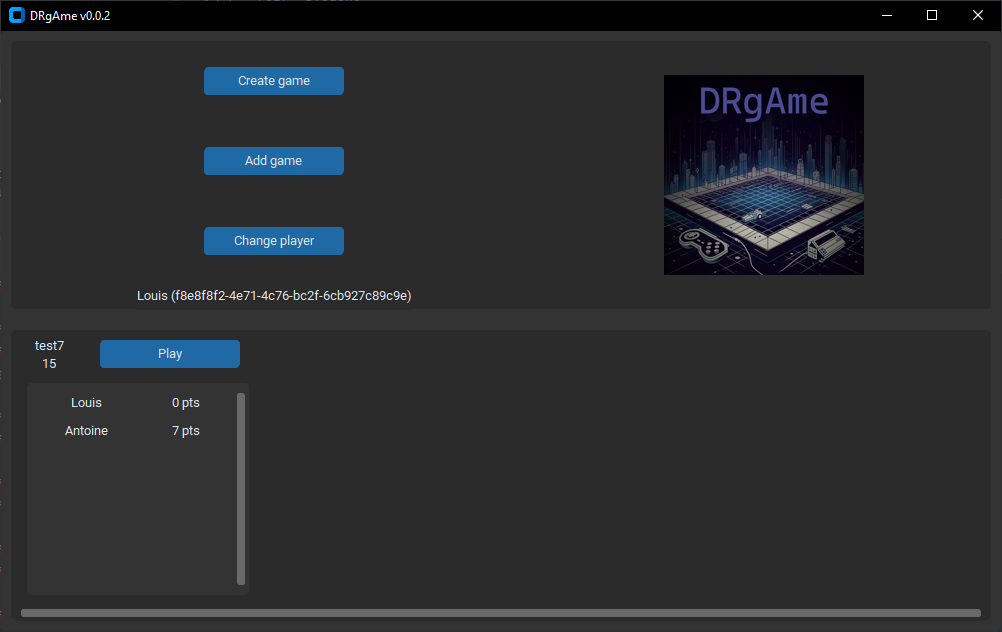 DRgAme v0.0.2
Create game
DRgAme
Add game
Change player
Louis (f8e8f8f2-4e71-4c76-bc2f-6cb927c89c9e)
test7
15
Play
Louis 0 pts
Antoine 7 pts